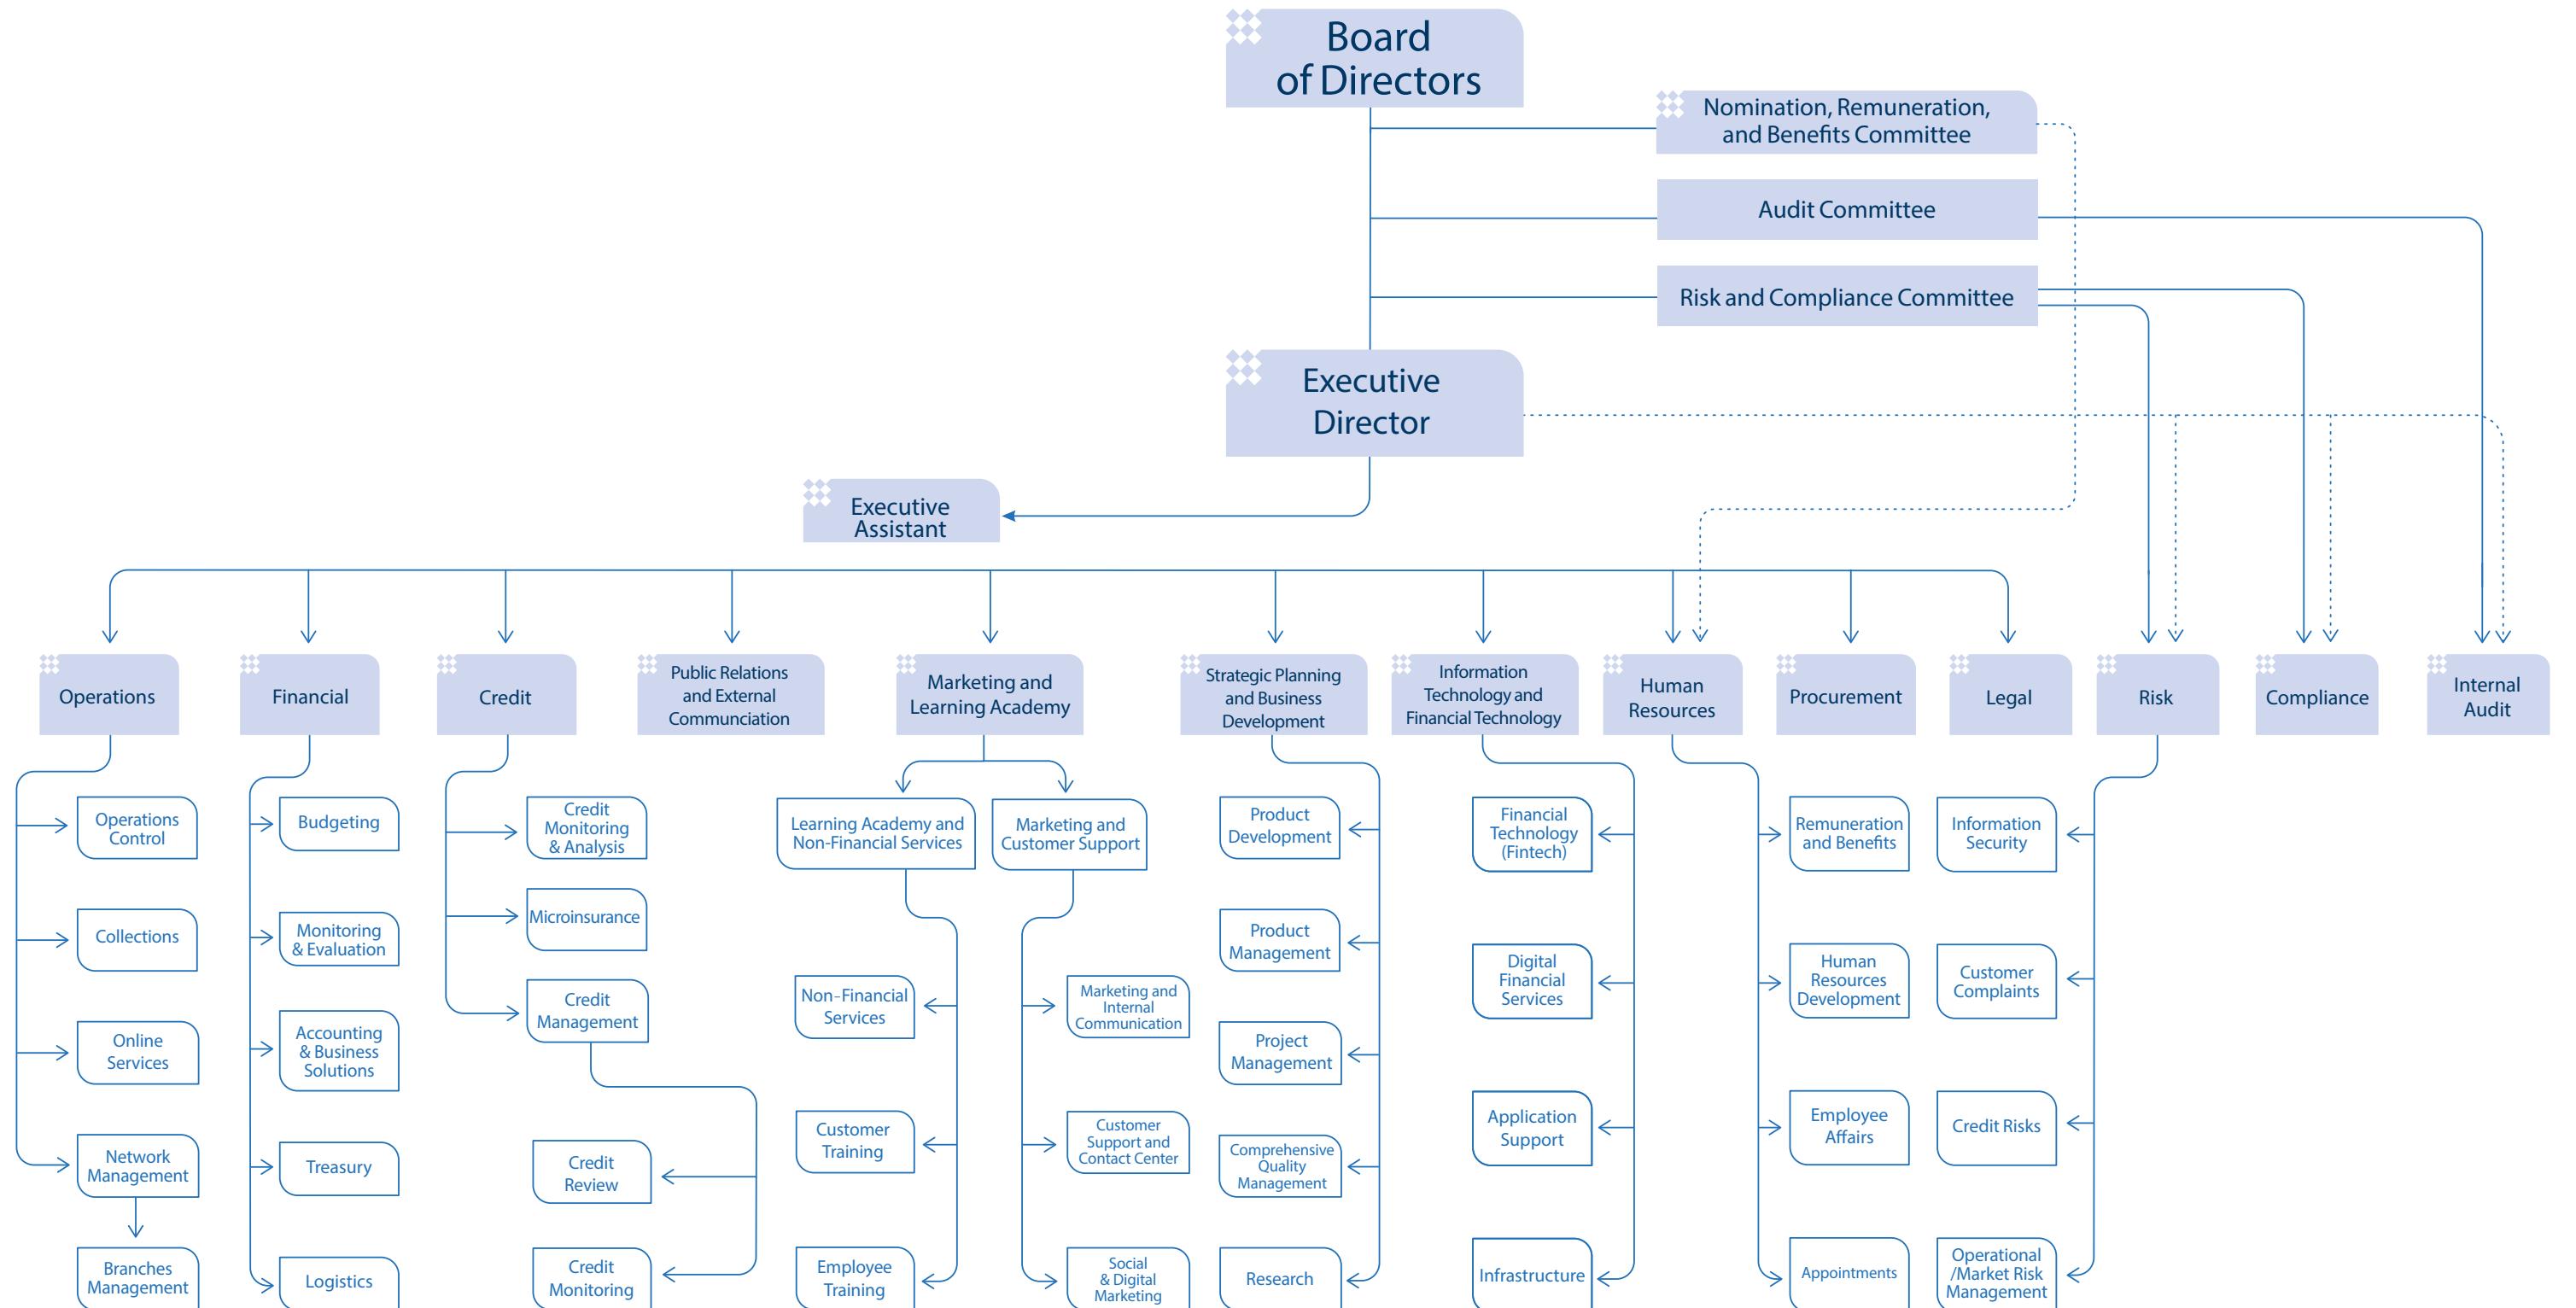 Board
of Directors
Nomination, Remuneration,
and Benefits Committee
Audit Committee
Risk and Compliance Committee
Executive
Director
Executive
Assistant
Operations
Financial
Credit
Public Relations
and External
Communciation
Marketing and
Learning Academy
Strategic Planning
and Business
Development
Information
Technology and
Financial Technology
Human
Resources
Procurement
Legal
Risk
Compliance
Internal
Audit
Operations
Control
Collections
Online
Services
Network
Management
Branches
Management
Budgeting
Monitoring
& Evaluation
Accounting
& Business
Solutions
Treasury
Logistics
Credit
Monitoring
& Analysis
Microinsurance
Credit
Management
Credit
Review
Credit
Monitoring
Learning Academy and
Non-Financial Services
Non-Financial
Services
Customer
Training
Employee
Training
Marketing and
Customer Support
Marketing and
Internal
Communication
Customer
Support and
Contact Center
Social
& Digital
Marketing
Product
Development
Product
Management
Project
Management
Comprehensive
Quality
Management
Research
Financial
Technology
(Fintech)
Digital
Financial
Services
Application
Support
Infrastructure
Remuneration
and Benefits
Human
Resources
Development
Employee
Affairs
Appointments
Information
Security
Customer
Complaints
Credit Risks
Operational
/Market Risk
Management